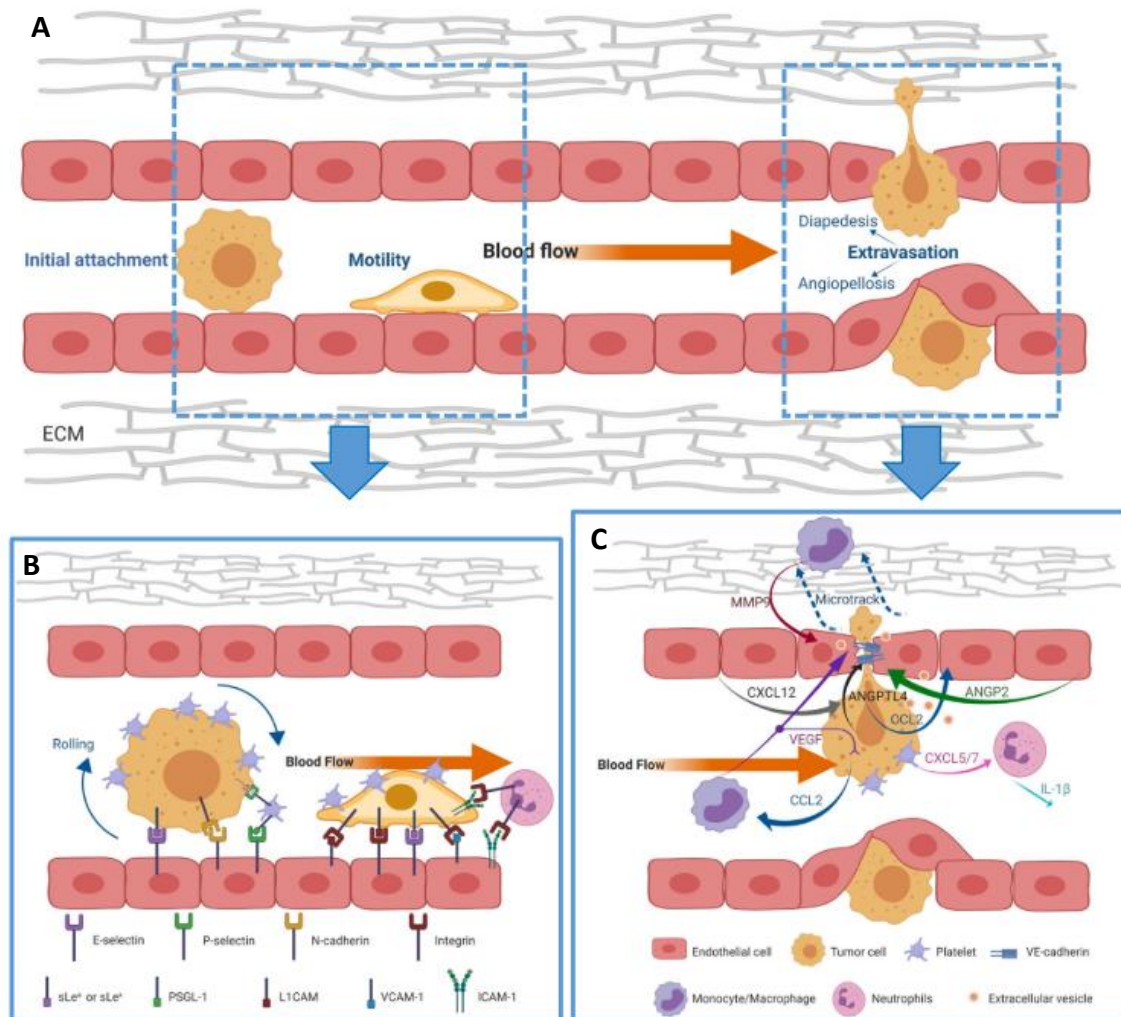 A
Initial attachment
Motility
Blood flow
Diapedesis
Extravasation
Angiopellosis
ECM
B
Rolling
Blood Flow
E-selectin
P-selectin
N-cadherin
Integrin
sLeˣ or sLeᵃ
PSGL-1
L1CAM
VCAM-1
ICAM-1
C
MMP9
Microtrack
CXCL12
ANGPTL4
ANGP2
CCL2
VEGF
CXCL5/7
Blood Flow
IL-1β
CCL2
Endothelial cell
Tumor cell
Platelet
VE-cadherin
Monocyte/Macrophage
Neutrophils
Extracellular vesicle